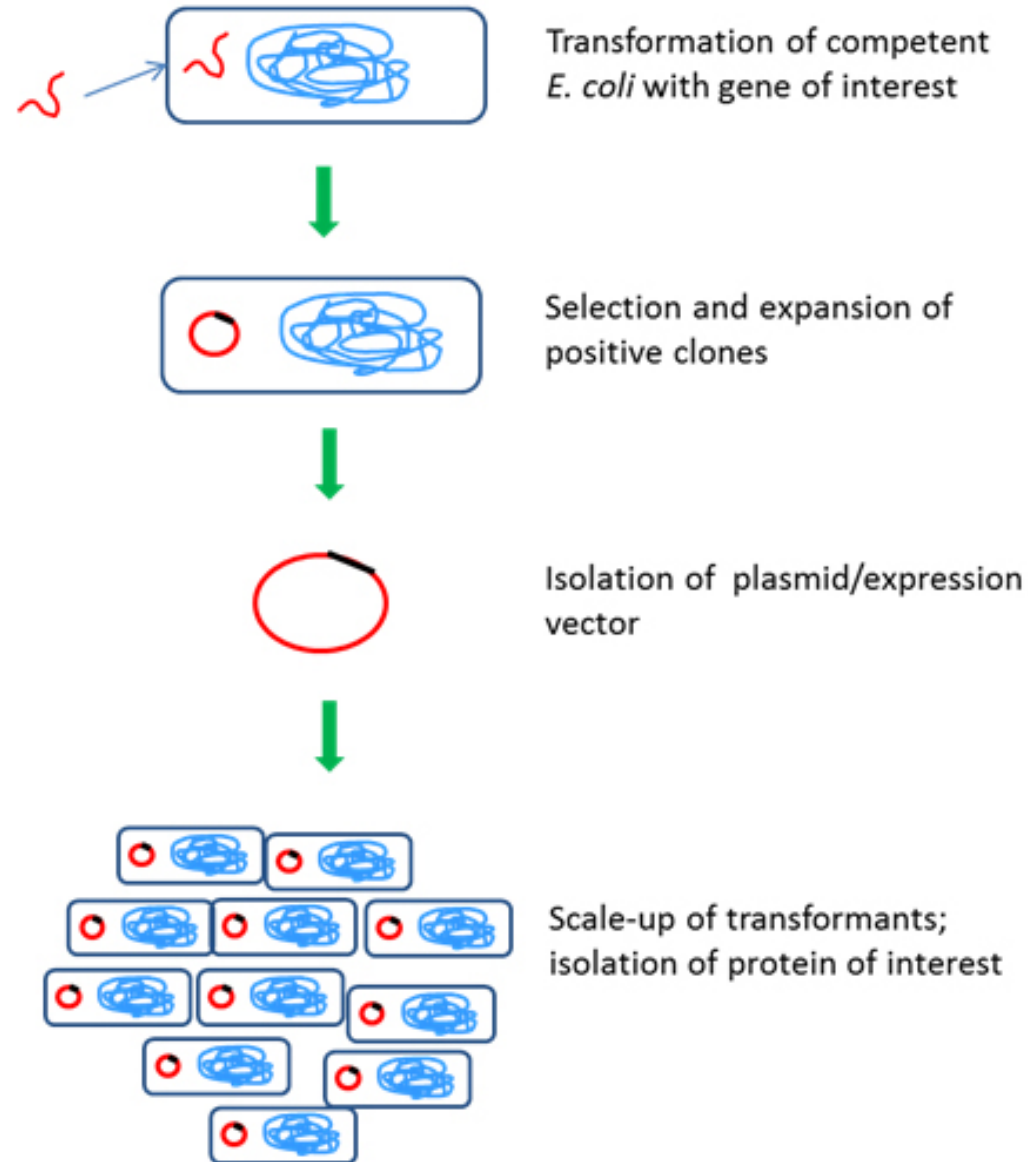 Transformation of competent
E. coli with gene of interest
Selection and expansion of
positive clones
Isolation of plasmid/expression
vector
Scale-up of transformants;
isolation of protein of interest